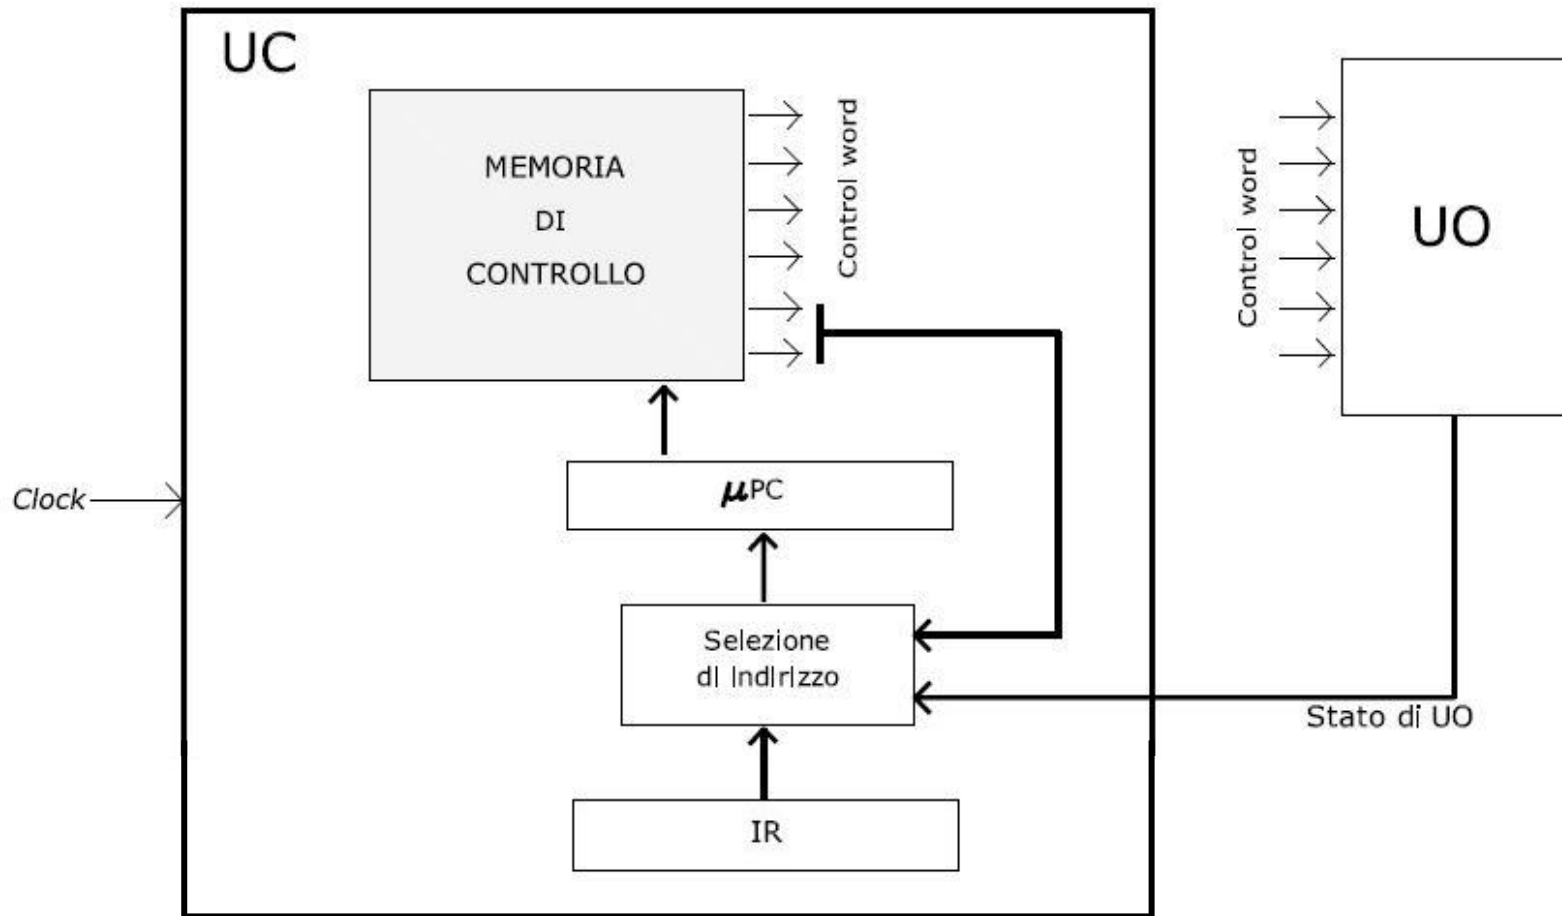 UC
MEMORIA
DI
CONTROLLO
Control word
Control word
UO
μPC
Clock
Selezione
di indirizzo
Stato di UO
IR